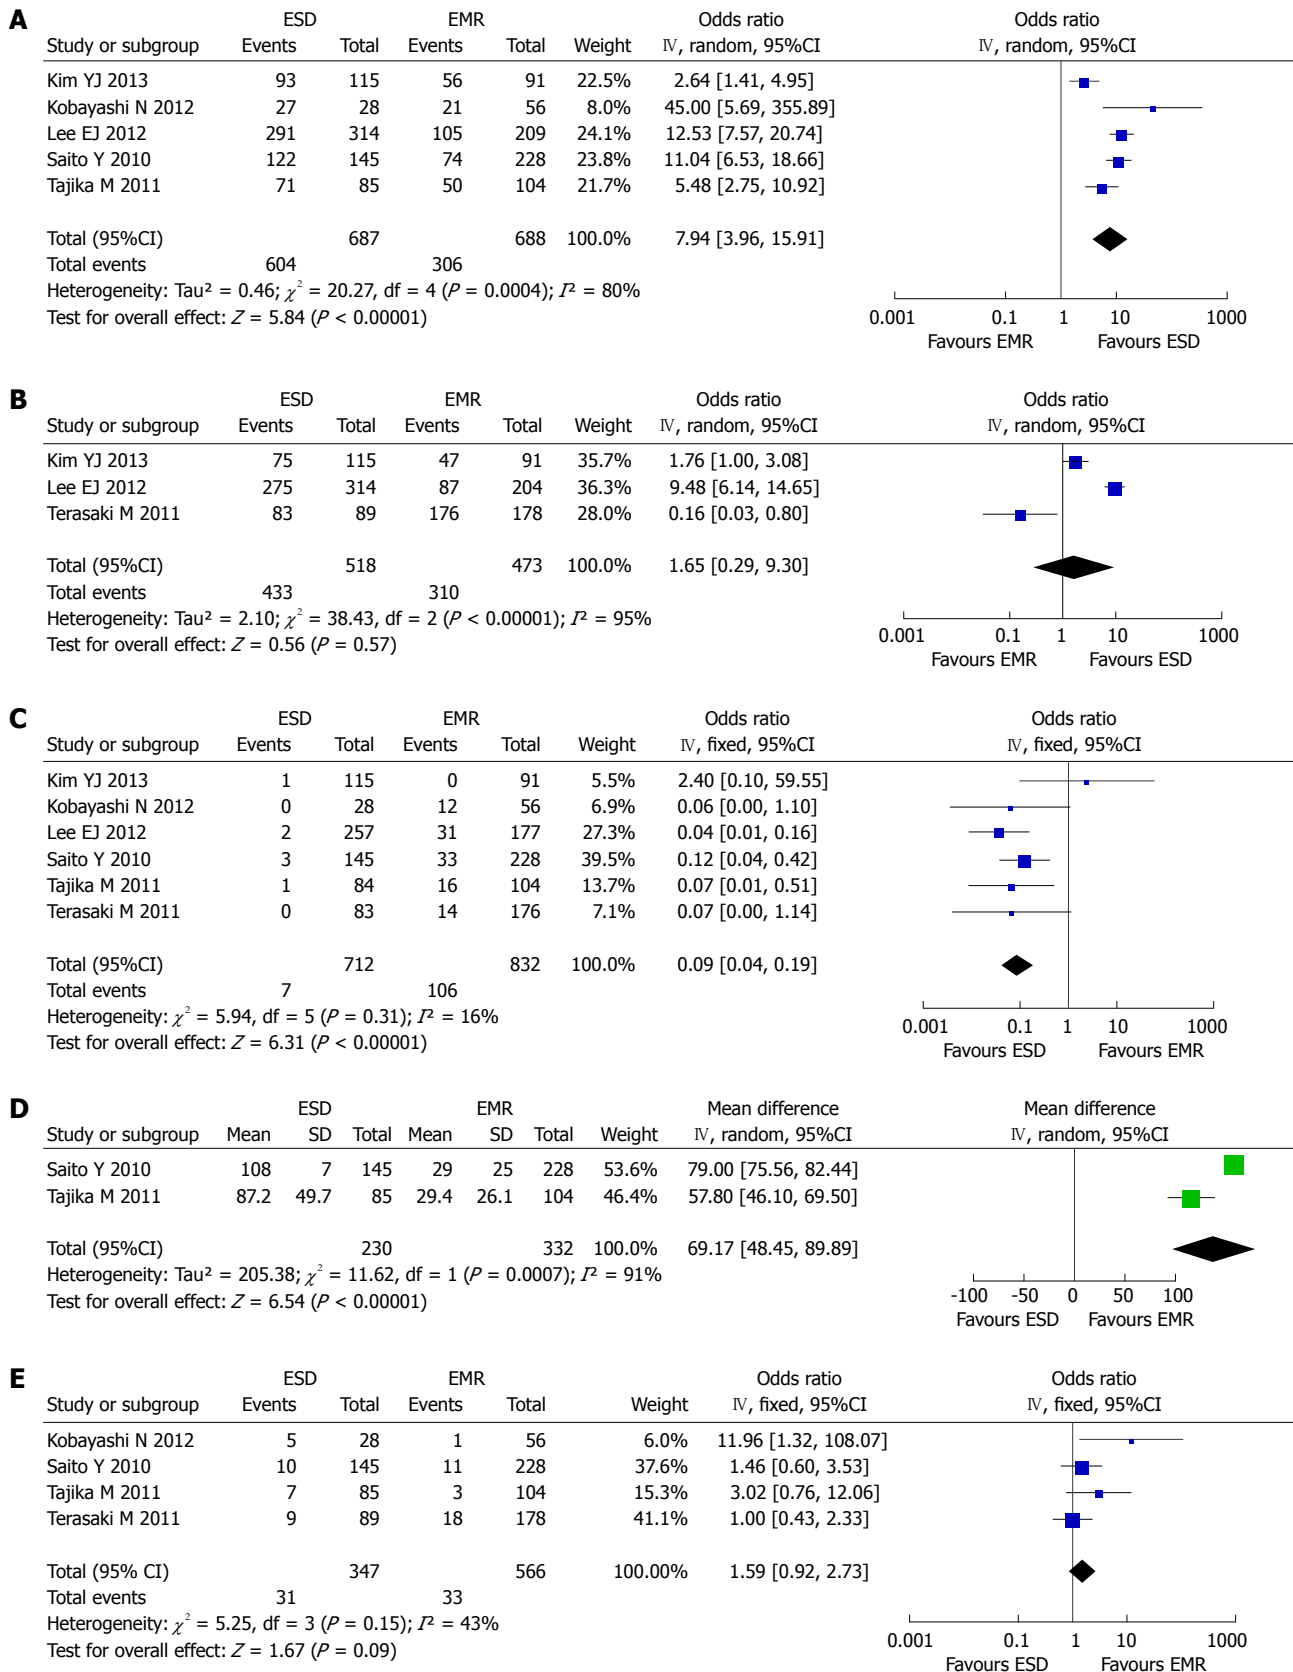 A
ESD EMR Odds ratio Odds ratio
Study or subgroup Events Total Events Total Weight Ⅳ, random, 95%CI Ⅳ, random, 95%CI
Kim YJ 2013 93 115 56 91 22.5% 2.64 [1.41, 4.95]
Kobayashi N 2012 27 28 21 56 8.0% 45.00 [5.69, 355.89]
Lee EJ 2012 291 314 105 209 24.1% 12.53 [7.57, 20.74]
Saito Y 2010 122 145 74 228 23.8% 11.04 [6.53, 18.66]
Tajika M 2011 71 85 50 104 21.7% 5.48 [2.75, 10.92]
Total (95%CI) 687 688 100.0% 7.94 [3.96, 15.91]
Total events 604 306
Heterogeneity: Tau² = 0.46; χ² = 20.27, df = 4 (P = 0.0004); I² = 80%
Test for overall effect: Z = 5.84 (P < 0.00001)
0.001 0.1 1 10 1000
Favours EMR Favours ESD
B
ESD EMR Odds ratio Odds ratio
Study or subgroup Events Total Events Total Weight Ⅳ, random, 95%CI Ⅳ, random, 95%CI
Kim YJ 2013 75 115 47 91 35.7% 1.76 [1.00, 3.08]
Lee EJ 2012 275 314 87 204 36.3% 9.48 [6.14, 14.65]
Terasaki M 2011 83 89 176 178 28.0% 0.16 [0.03, 0.80]
Total (95%CI) 518 473 100.0% 1.65 [0.29, 9.30]
Total events 433 310
Heterogeneity: Tau² = 2.10; χ² = 38.43, df = 2 (P < 0.00001); I² = 95%
Test for overall effect: Z = 0.56 (P = 0.57)
0.001 0.1 1 10 1000
Favours EMR Favours ESD
C
ESD EMR Odds ratio Odds ratio
Study or subgroup Events Total Events Total Weight Ⅳ, fixed, 95%CI Ⅳ, fixed, 95%CI
Kim YJ 2013 1 115 0 91 5.5% 2.40 [0.10, 59.55]
Kobayashi N 2012 0 28 12 56 6.9% 0.06 [0.00, 1.10]
Lee EJ 2012 2 257 31 177 27.3% 0.04 [0.01, 0.16]
Saito Y 2010 3 145 33 228 39.5% 0.12 [0.04, 0.42]
Tajika M 2011 1 84 16 104 13.7% 0.07 [0.01, 0.51]
Terasaki M 2011 0 83 14 176 7.1% 0.07 [0.00, 1.14]
Total (95%CI) 712 832 100.0% 0.09 [0.04, 0.19]
Total events 7 106
Heterogeneity: χ² = 5.94, df = 5 (P = 0.31); I² = 16%
Test for overall effect: Z = 6.31 (P < 0.00001)
0.001 0.1 1 10 1000
Favours ESD Favours EMR
D
ESD EMR Mean difference Mean difference
Study or subgroup Mean SD Total Mean SD Total Weight Ⅳ, random, 95%CI Ⅳ, random, 95%CI
Saito Y 2010 108 7 145 29 25 228 53.6% 79.00 [75.56, 82.44]
Tajika M 2011 87.2 49.7 85 29.4 26.1 104 46.4% 57.80 [46.10, 69.50]
Total (95%CI) 230 332 100.0% 69.17 [48.45, 89.89]
Heterogeneity: Tau² = 205.38; χ² = 11.62, df = 1 (P = 0.0007); I² = 91%
Test for overall effect: Z = 6.54 (P < 0.00001)
-100 -50 0 50 100
Favours ESD Favours EMR
E
ESD EMR Odds ratio Odds ratio
Study or subgroup Events Total Events Total Weight Ⅳ, fixed, 95%CI Ⅳ, fixed, 95%CI
Kobayashi N 2012 5 28 1 56 6.0% 11.96 [1.32, 108.07]
Saito Y 2010 10 145 11 228 37.6% 1.46 [0.60, 3.53]
Tajika M 2011 7 85 3 104 15.3% 3.02 [0.76, 12.06]
Terasaki M 2011 9 89 18 178 41.1% 1.00 [0.43, 2.33]
Total (95% CI) 347 566 100.00% 1.59 [0.92, 2.73]
Total events 31 33
Heterogeneity: χ² = 5.25, df = 3 (P = 0.15); I² = 43%
Test for overall effect: Z = 1.67 (P = 0.09)
0.001 0.1 1 10 1000
Favours ESD Favours EMR